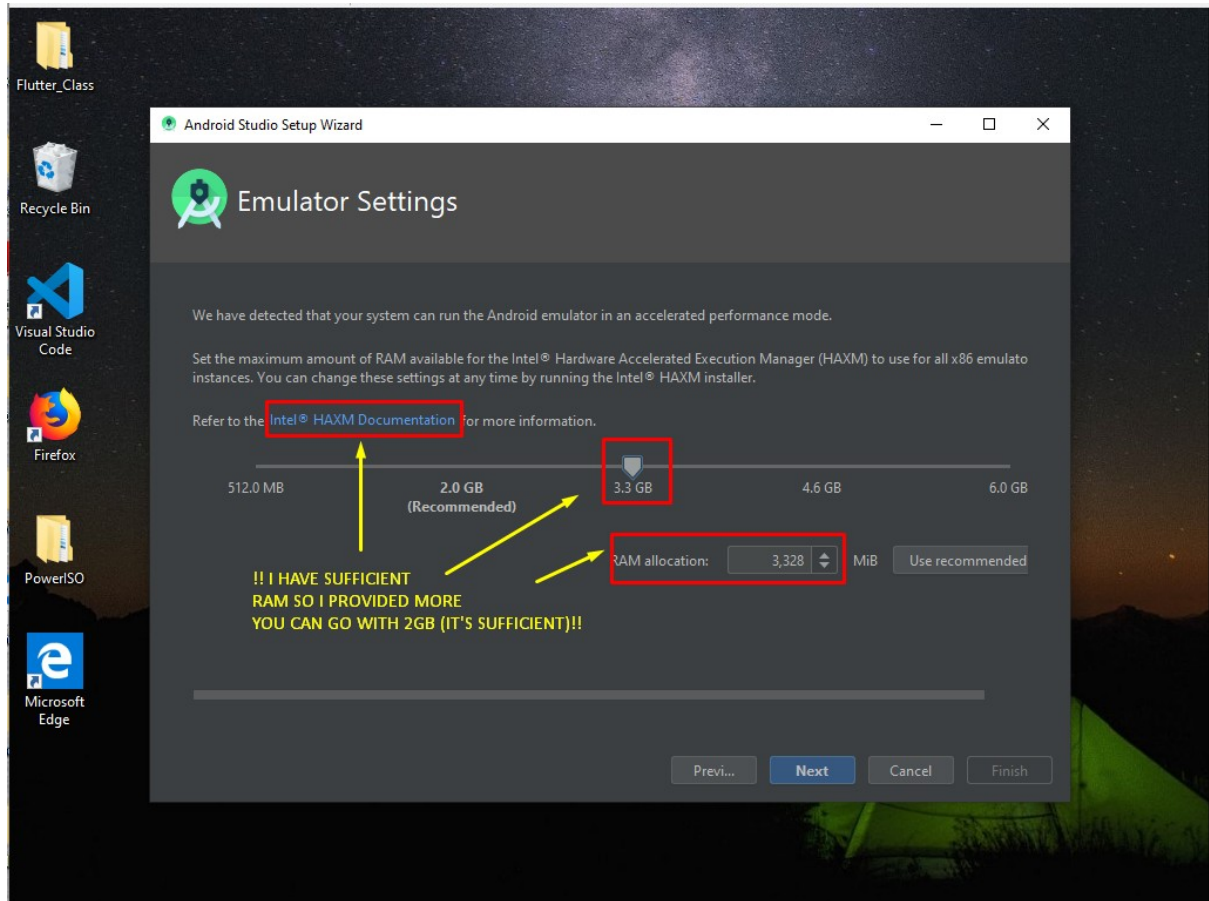 Flutter_Class
Recycle Bin
Visual Studio
Code
Firefox
PowerISO
Microsoft
Edge
Android Studio Setup Wizard
Emulator Settings
We have detected that your system can run the Android emulator in an accelerated performance mode.
Set the maximum amount of RAM available for the Intel® Hardware Accelerated Execution Manager (HAXM) to use for all x86 emulato
instances. You can change these settings at any time by running the Intel® HAXM installer.
Refer to the Intel® HAXM Documentation for more information.
512.0 MB 2.0 GB 3.3 GB 4.6 GB 6.0 GB
(Recommended)
RAM allocation: 3,328 MiB Use recommended
!! I HAVE SUFFICIENT
RAM SO I PROVIDED MORE
YOU CAN GO WITH 2GB (IT'S SUFFICIENT)!!
Previ... Next Cancel Finish